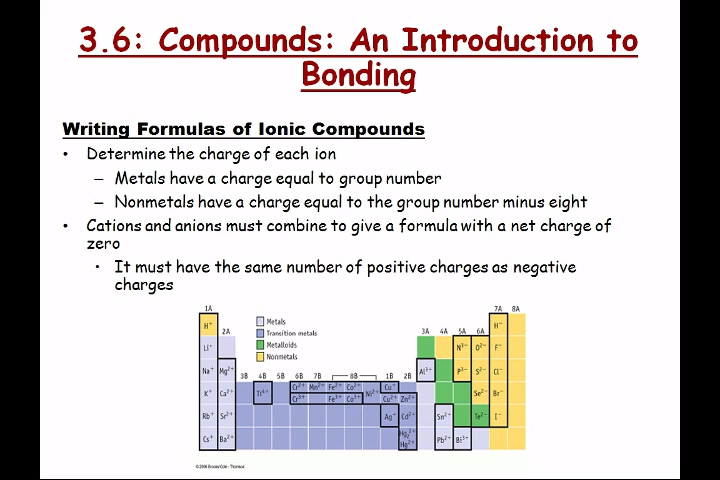 3.6: Compounds: An Introduction to
Bonding
Writing Formulas of Ionic Compounds
• Determine the charge of each ion
– Metals have a charge equal to group number
– Nonmetals have a charge equal to the group number minus eight
• Cations and anions must combine to give a formula with a net charge of
zero
• It must have the same number of positive charges as negative
charges
1A 7A 8A
H⁺ Metals H⁻
2A Transition metals 3A 4A 5A 6A
Li⁺ Metalloids N³⁻ O²⁻ F⁻
Nonmetals
Na⁺ Mg²⁺ 3B 4B 5B 6B 7B 8B 1B 2B Al³⁺ P³⁻ S²⁻ Cl⁻
K⁺ Ca²⁺ Ti⁴⁺ Cr²⁺ Mn²⁺ Fe²⁺ Co²⁺ Ni²⁺ Cu⁺ Zn²⁺ Se²⁻ Br⁻
Cr³⁺ Fe³⁺ Co³⁺ Cu²⁺
Rb⁺ Sr²⁺ Ag⁺ Cd²⁺ Sn²⁺ Te²⁻ I⁻
Cs⁺ Ba²⁺ Hg₂²⁺ Pb²⁺ Bi³⁺
Hg²⁺
©2006 Brooks/Cole - Thomson